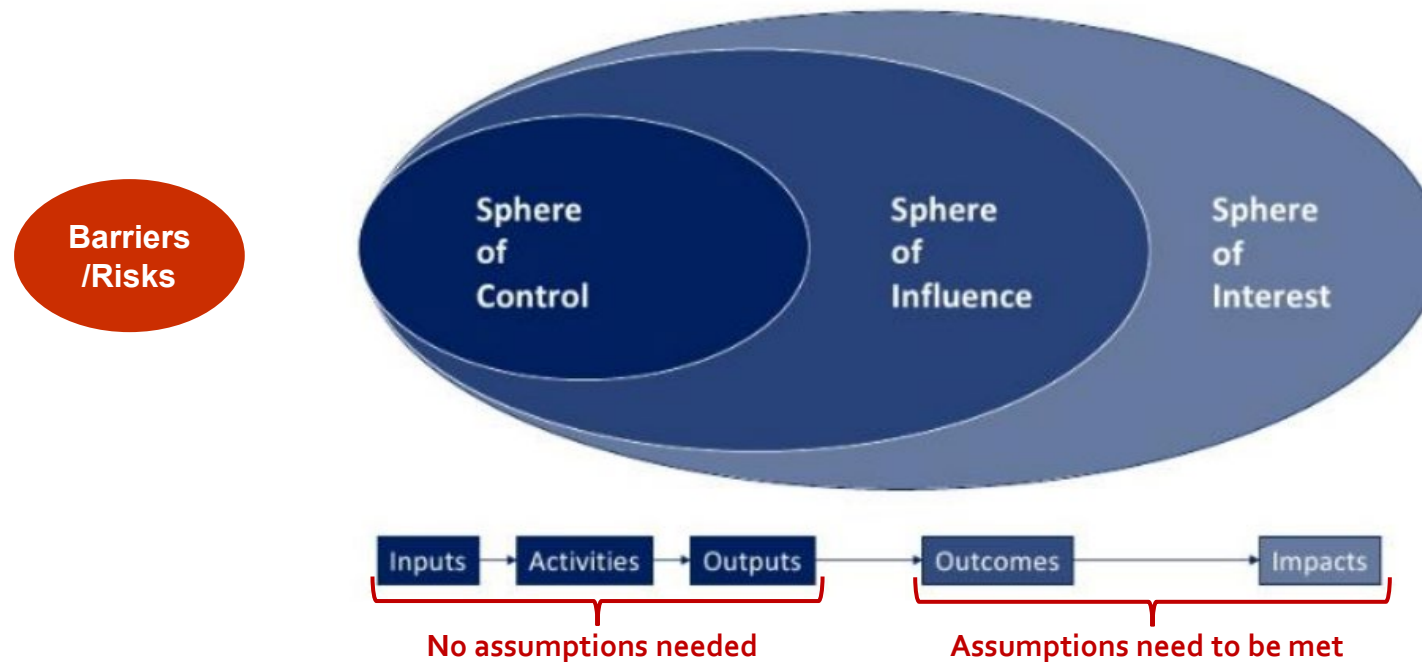 Barriers
/Risks
Sphere
of
Control
Sphere
of
Influence
Sphere
of
Interest
Inputs
Activities
Outputs
Outcomes
Impacts
No assumptions needed
Assumptions need to be met